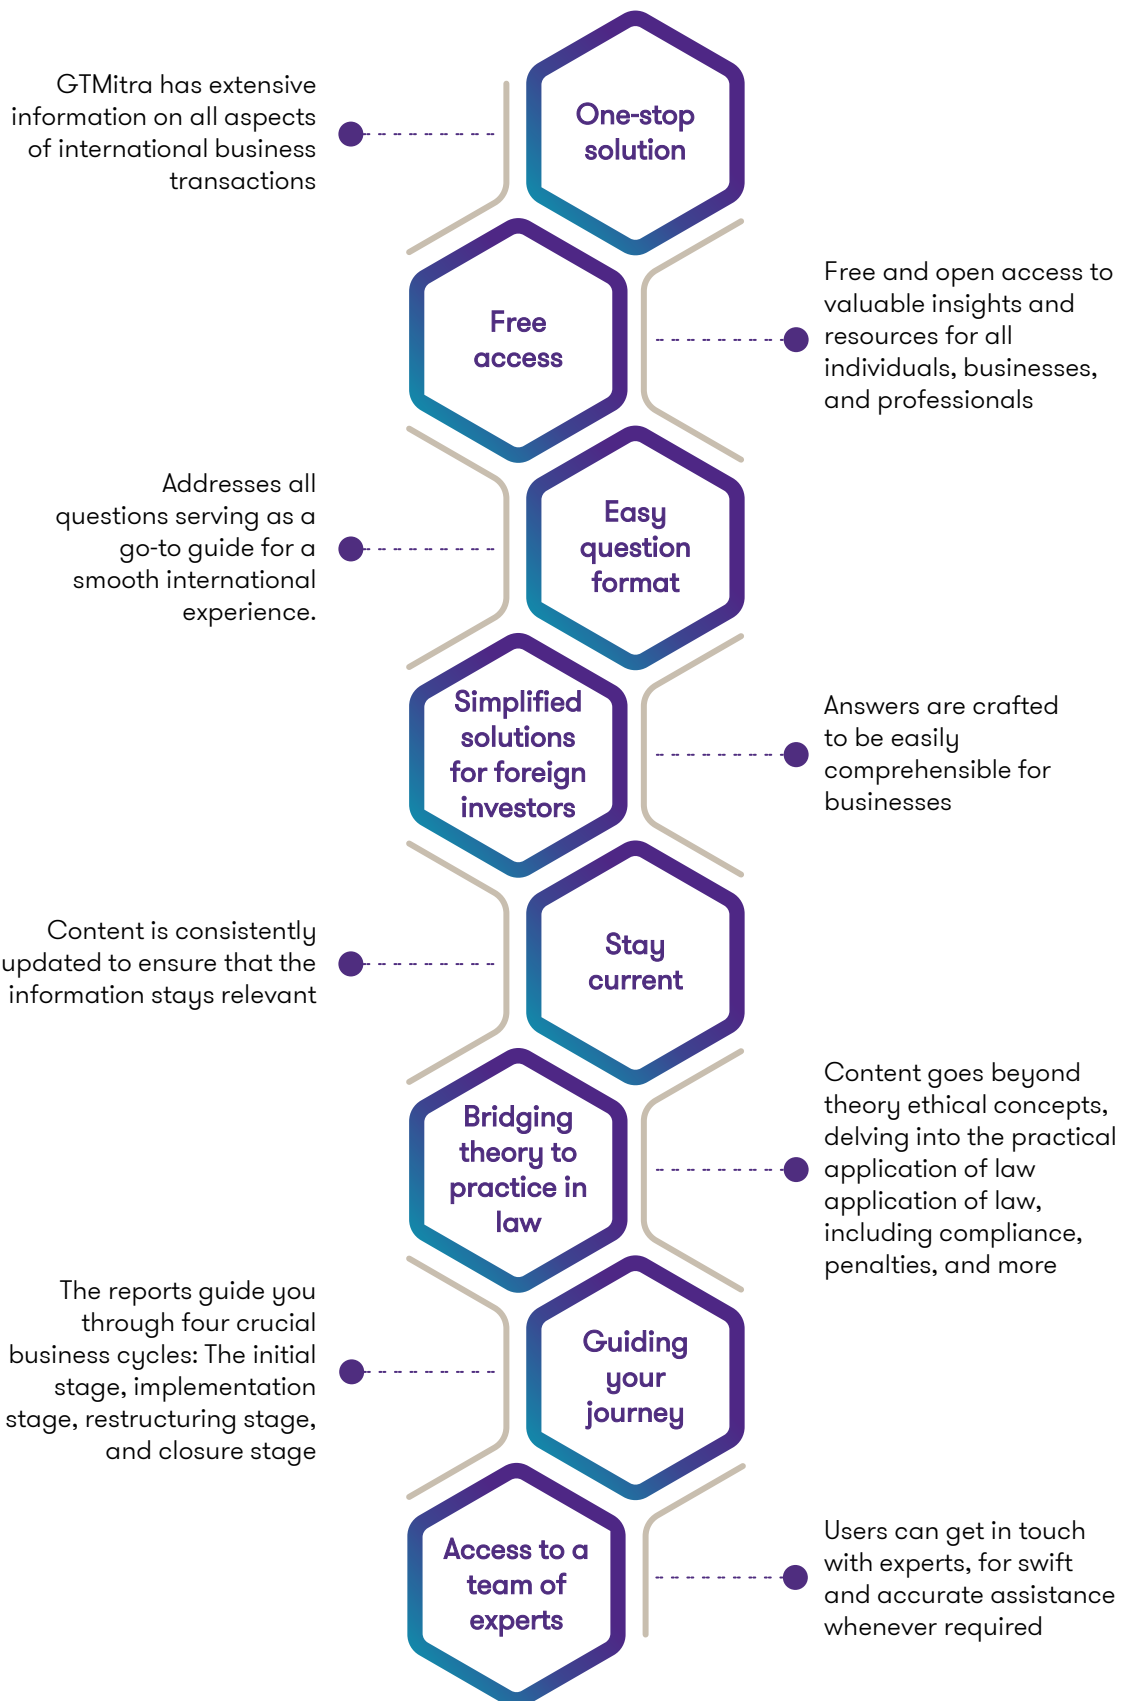 GTMitra has extensive
information on all aspects
of international business
transactions
One-stop
solution
Free
access
Free and open access to
valuable insights and
resources for all
individuals, businesses,
and professionals
Addresses all
questions serving as a
go-to guide for a
smooth international
experience.
Easy
question
format
Simplified
solutions
for foreign
investors
Answers are crafted
to be easily
comprehensible for
businesses
Content is consistently
updated to ensure that the
information stays relevant
Stay
current
Bridging
theory to
practice in
law
Content goes beyond
theory ethical concepts,
delving into the practical
application of law
application of law,
including compliance,
penalties, and more
The reports guide you
through four crucial
business cycles: The initial
stage, implementation
stage, restructuring stage,
and closure stage
Guiding
your
journey
Access to a
team of
experts
Users can get in touch
with experts, for swift
and accurate assistance
whenever required